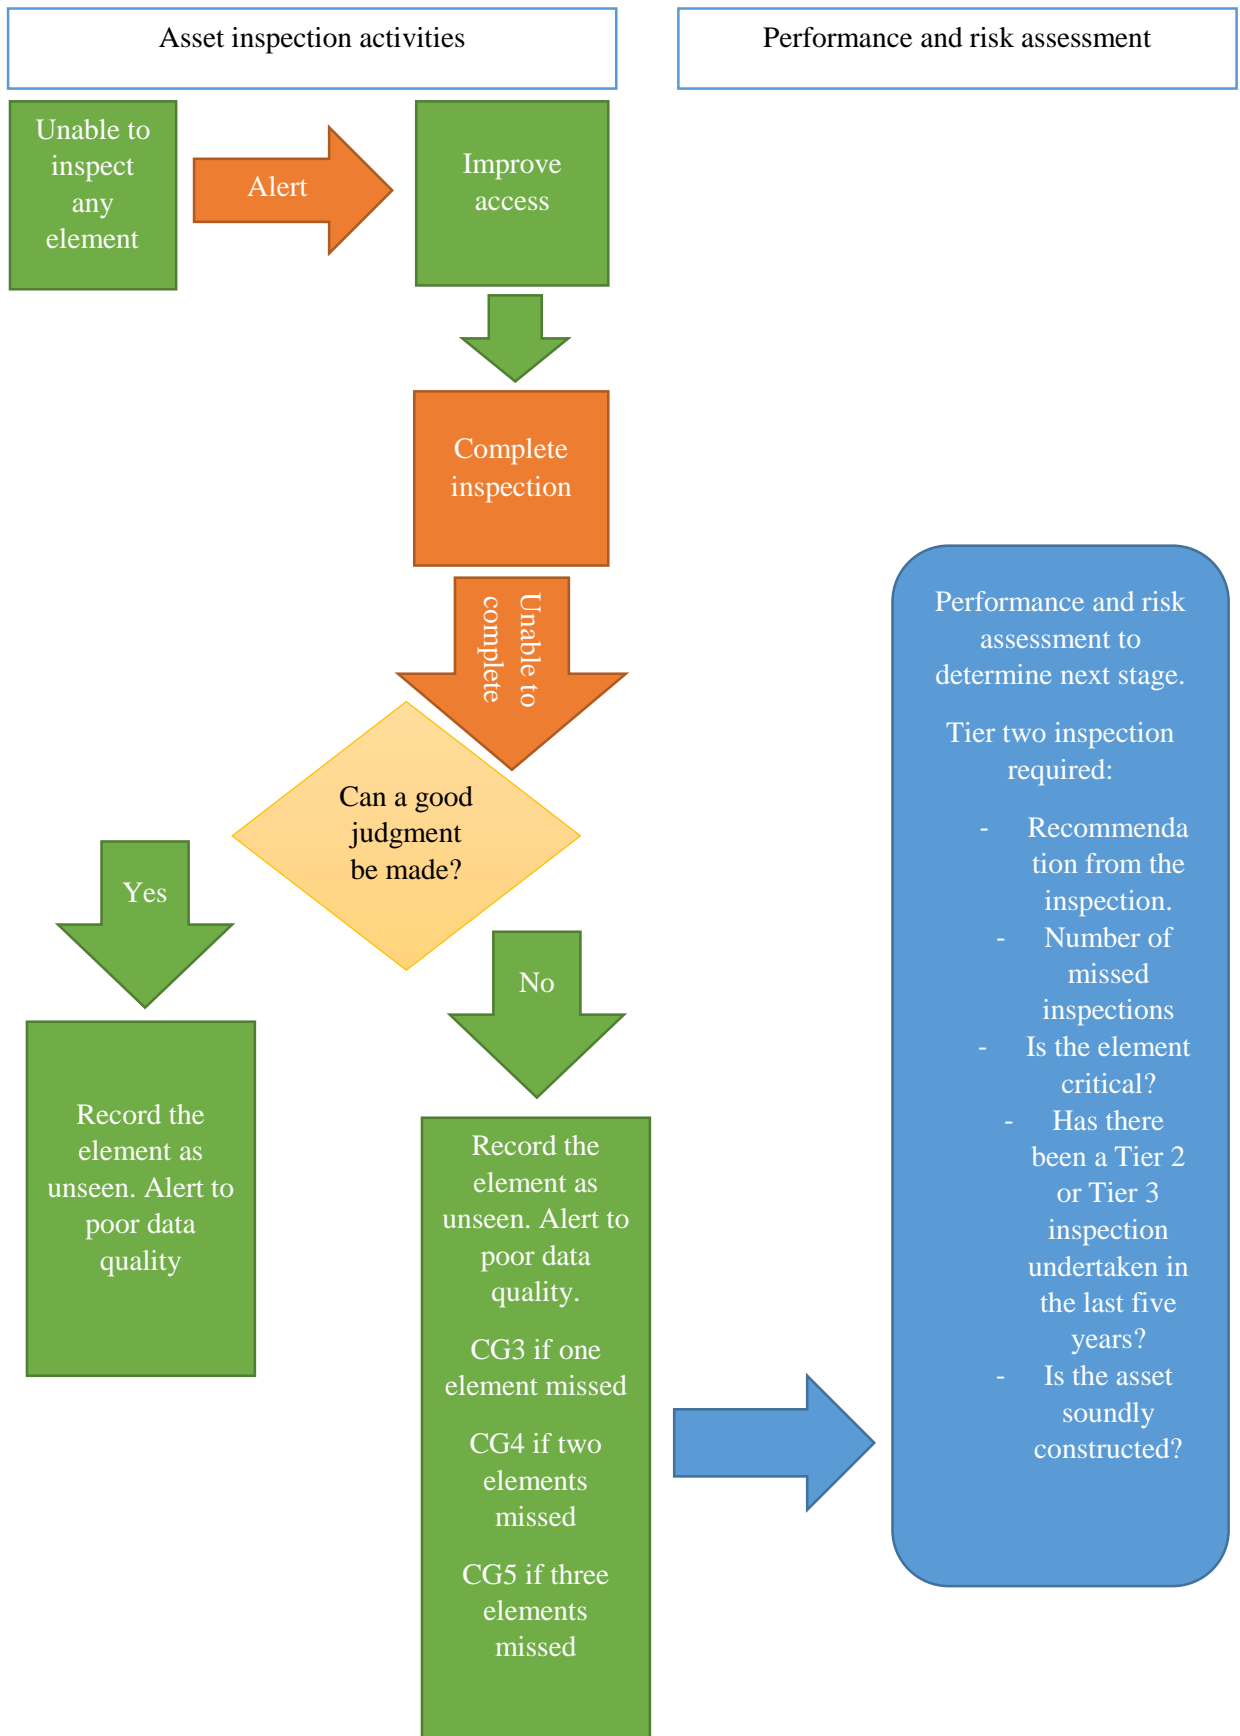 Asset inspection activities
Performance and risk assessment
Unable to
inspect
any
element
Alert
Improve
access
Complete
inspection
Unable to
complete
Can a good
judgment
be made?
Yes
No
Record the
element as
unseen. Alert to
poor data
quality
Record the
element as
unseen. Alert to
poor data
quality.
CG3 if one
element missed
CG4 if two
elements
missed
CG5 if three
elements
missed
Performance and risk
assessment to
determine next stage.
Tier two inspection
required:
- Recommenda
tion from the
inspection.
- Number of
missed
inspections
- Is the element
critical?
- Has there
been a Tier 2
or Tier 3
inspection
undertaken in
the last five
years?
- Is the asset
soundly
constructed?